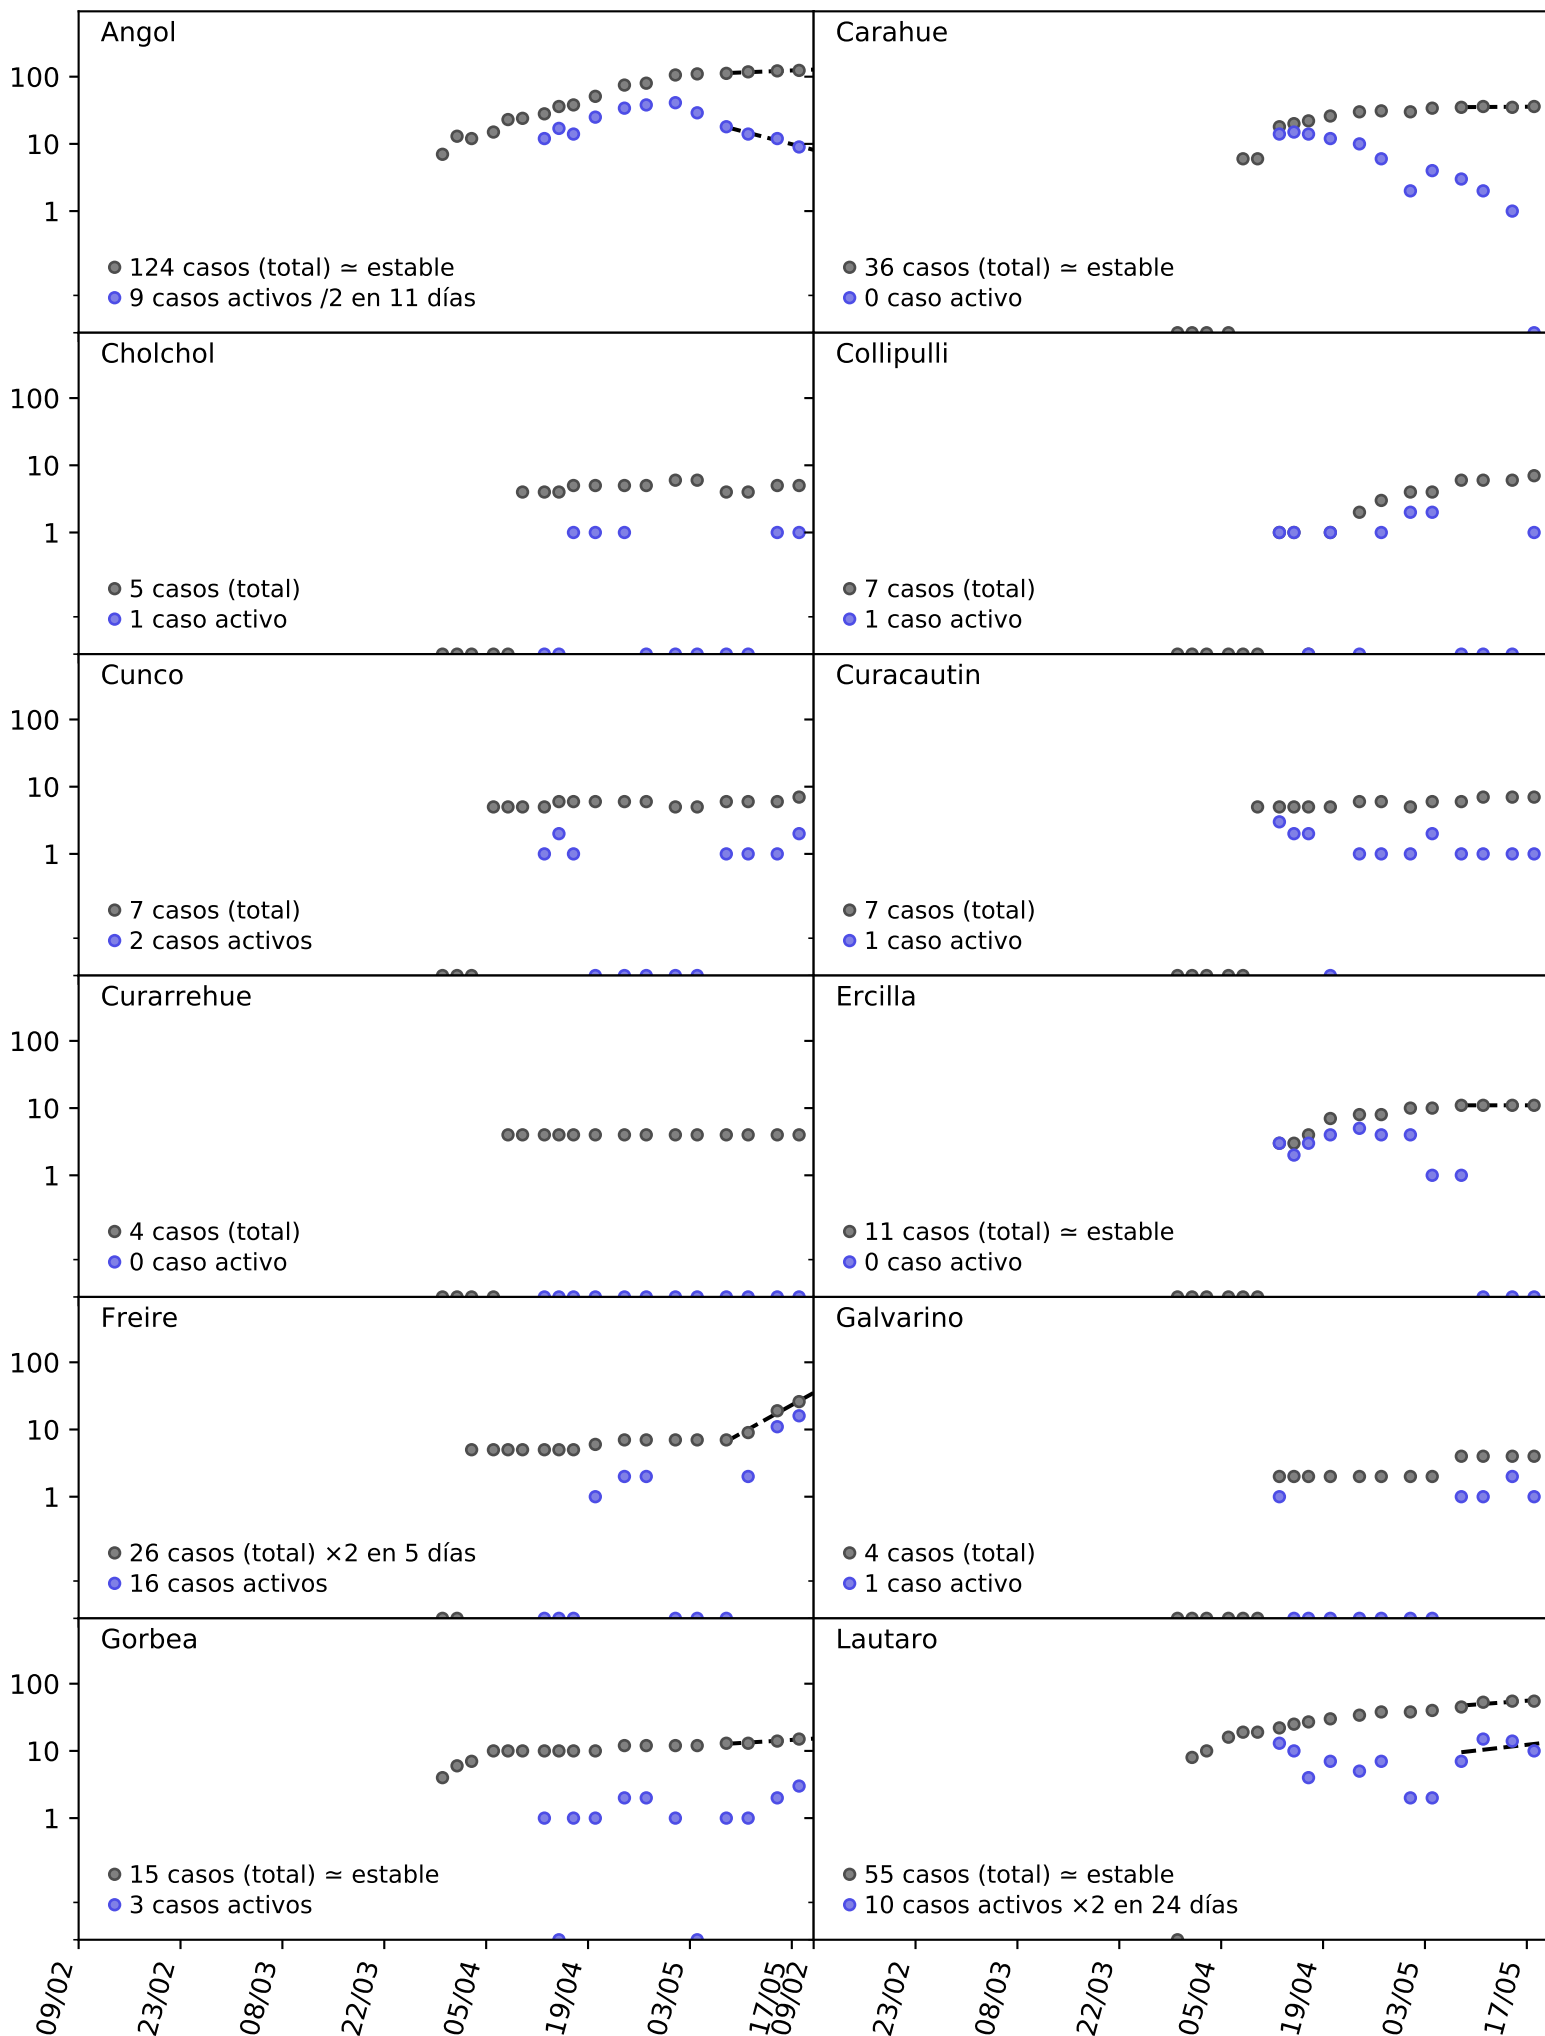 Angol
Carahue
100
10
1
124 casos (total) ≃ estable
9 casos activos /2 en 11 días
36 casos (total) ≃ estable
0 caso activo
Cholchol
Collipulli
100
10
1
5 casos (total)
1 caso activo
7 casos (total)
1 caso activo
Cunco
Curacautin
100
10
1
7 casos (total)
2 casos activos
7 casos (total)
1 caso activo
Curarrehue
Ercilla
100
10
1
4 casos (total)
0 caso activo
11 casos (total) ≃ estable
0 caso activo
Freire
Galvarino
100
10
1
26 casos (total) ×2 en 5 días
16 casos activos
4 casos (total)
1 caso activo
Gorbea
Lautaro
100
10
1
15 casos (total) ≃ estable
3 casos activos
55 casos (total) ≃ estable
10 casos activos ×2 en 24 días
09/02
23/02
08/03
22/03
05/04
19/04
03/05
17/05
09/02
23/02
08/03
22/03
05/04
19/04
03/05
17/05